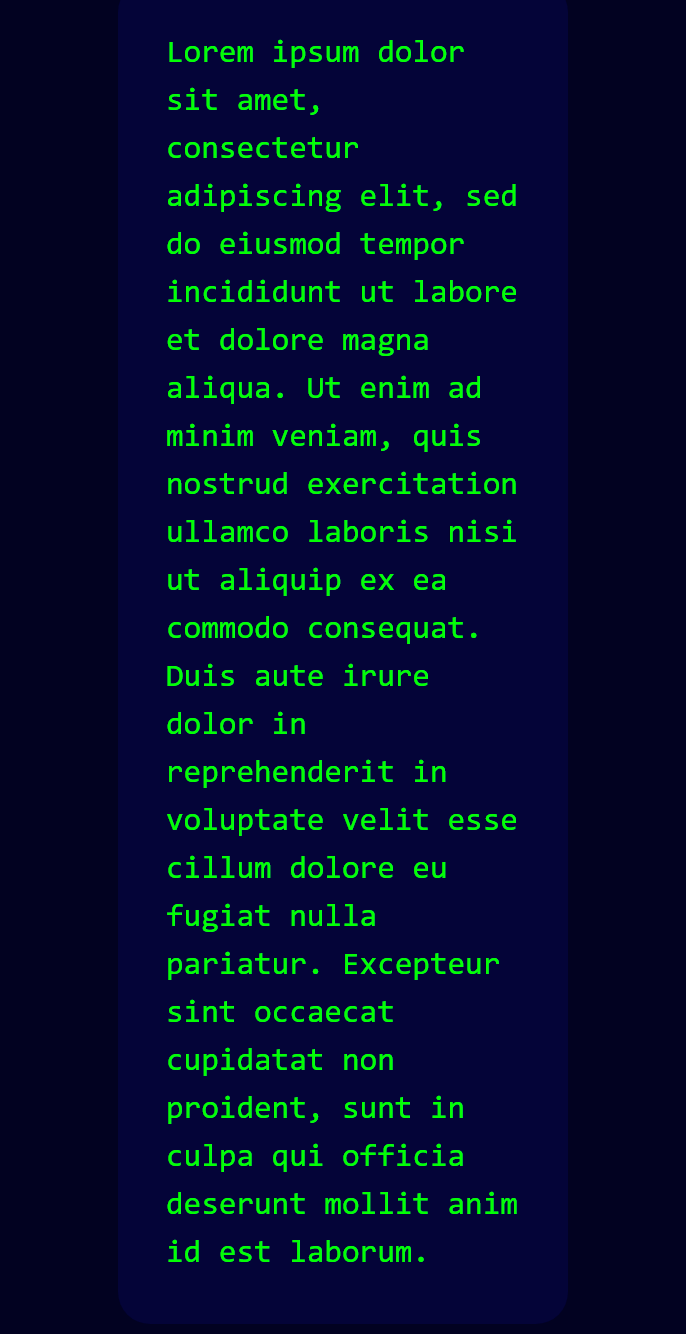 Lorem ipsum dolor
sit amet,
consectetur
adipiscing elit, sed
do eiusmod tempor
incididunt ut labore
et dolore magna
aliqua. Ut enim ad
minim veniam, quis
nostrud exercitation
ullamco laboris nisi
ut aliquip ex ea
commodo consequat.
Duis aute irure
dolor in
reprehenderit in
voluptate velit esse
cillum dolore eu
fugiat nulla
pariatur. Excepteur
sint occaecat
cupidatat non
proident, sunt in
culpa qui officia
deserunt mollit anim
id est laborum.